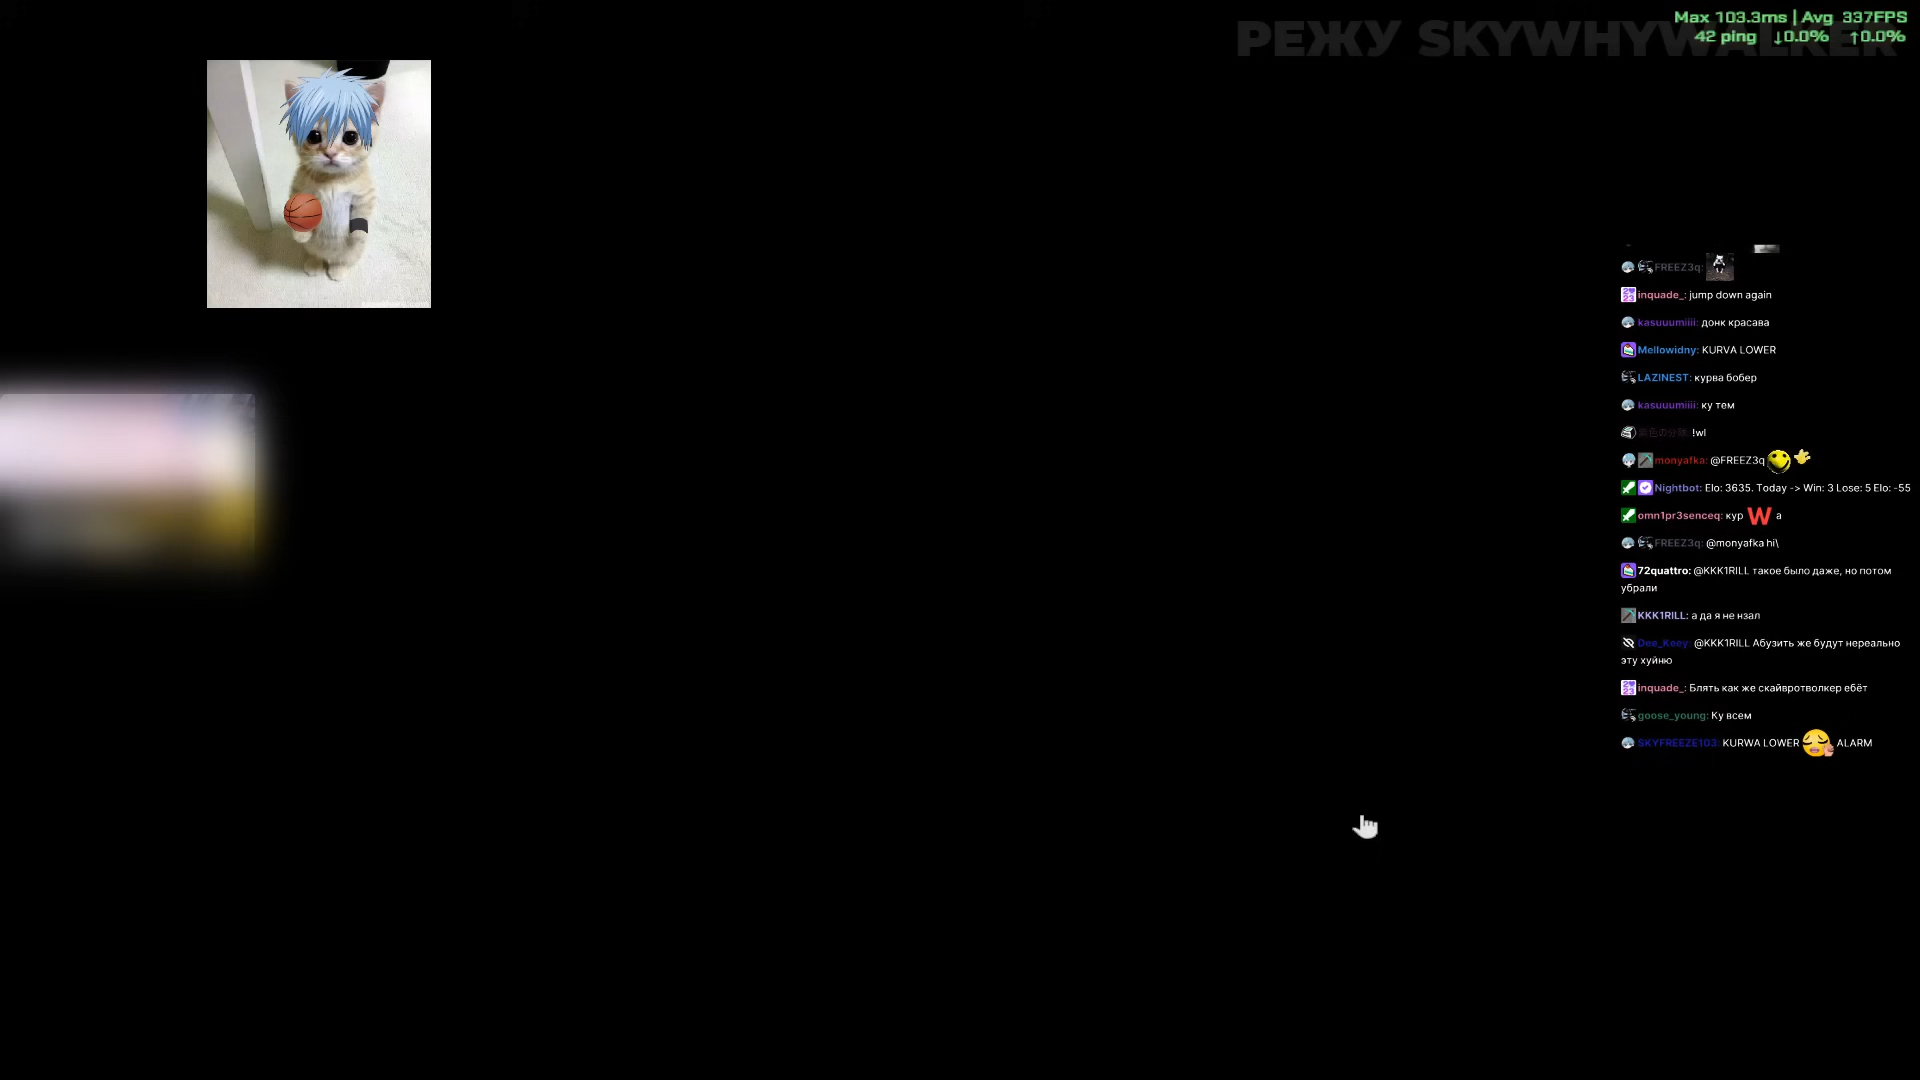 РЕЖУ SKYWHYWALKER
Max 103.3ms | Avg 337FPS
42 ping ↓0.0% ↑0.0%
FREEZ3q:
inquade_: jump down again
kasuuumiiii: донк красава
Mellowidny: KURVA LOWER
LAZINEST: курва бобер
kasuuumiiii: ку тем
!wl
monyafka: @FREEZ3q
Nightbot: Elo: 3635. Today -> Win: 3 Lose: 5 Elo: -55
omn1pr3senceq: кур W а
FREEZ3q: @monyafka hi\
72quattro: @KKK1RILL такое было даже, но потом
убрали
KKK1RILL: а да я не нзал
Deo_Koey: @KKK1RILL Абузить же будут нереально
эту хуйню
inquade_: Блять как же скайвротволкер ебёт
goose_young: Ку всем
SKYFREEZE103: KURWA LOWER ALARM